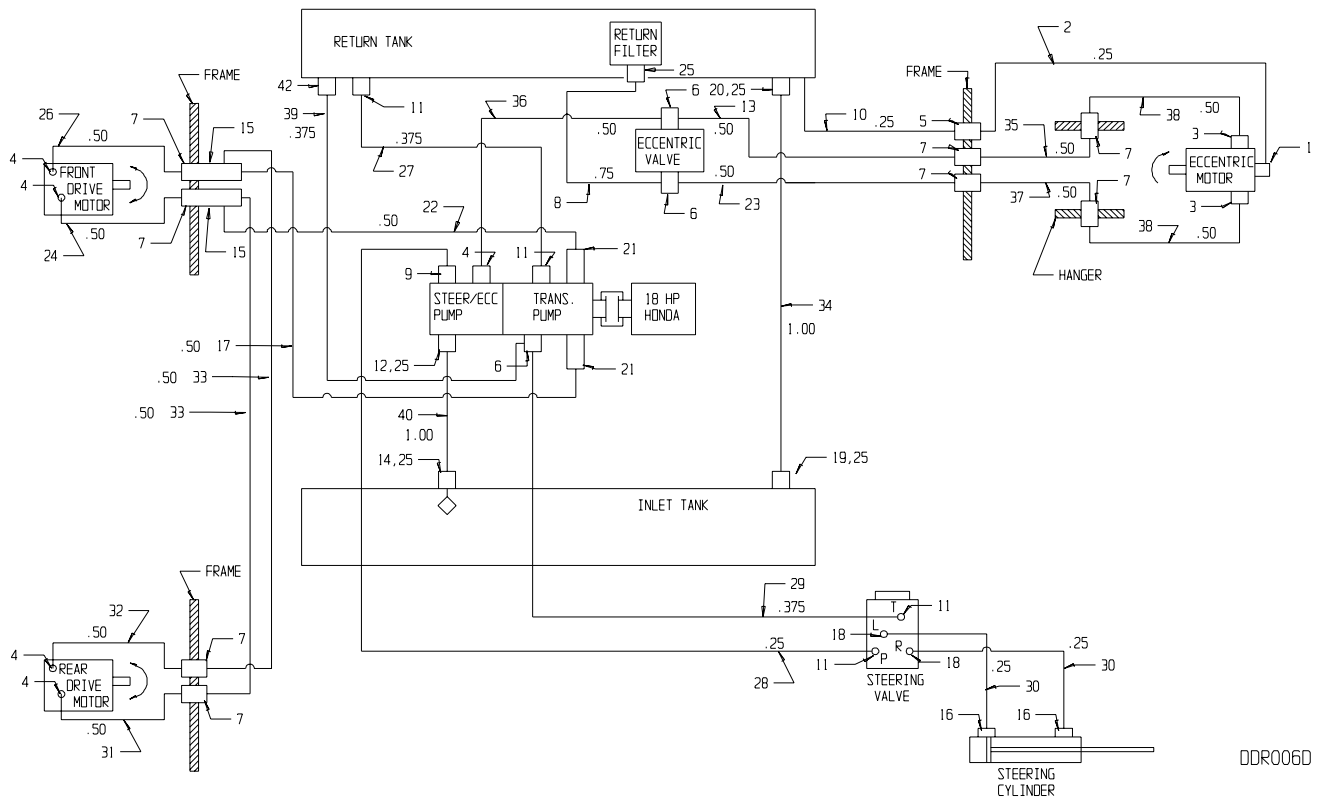 2
RETURN TANK
RETURN
FILTER
.25
FRAME
25
FRAME
42
6
20,25
11
36
13
38
39
10
.50
26
7
15
.375
.50
.50
.25
5
35
3
.50
.375
ECCENTRIC
VALVE
7
.50
7
1
4
FRONT
DRIVE
MOTOR
27
ECCENTRIC
MOTOR
4
.50
7
7
.75
.50
37
.50
3
8
6
23
22
.50
7
15
38
.50
24
.50
4
11
21
9
HANGER
STEER/ECC
PUMP
TRANS.
PUMP
18 HP
HONDA
34
1.00
.50 17
12,25
6
21
.50 33
.50 33
40
1.00
14,25
19,25
INLET TANK
FRAME
29
32
.375
T
11
.50
L
18
7
.25
R
.25
4
REAR
DRIVE
MOTOR
11
P
18
.25
30
4
28
STEERING
VALVE
30
7
.50
31
16
16
DDR006D
STEERING
CYLINDER